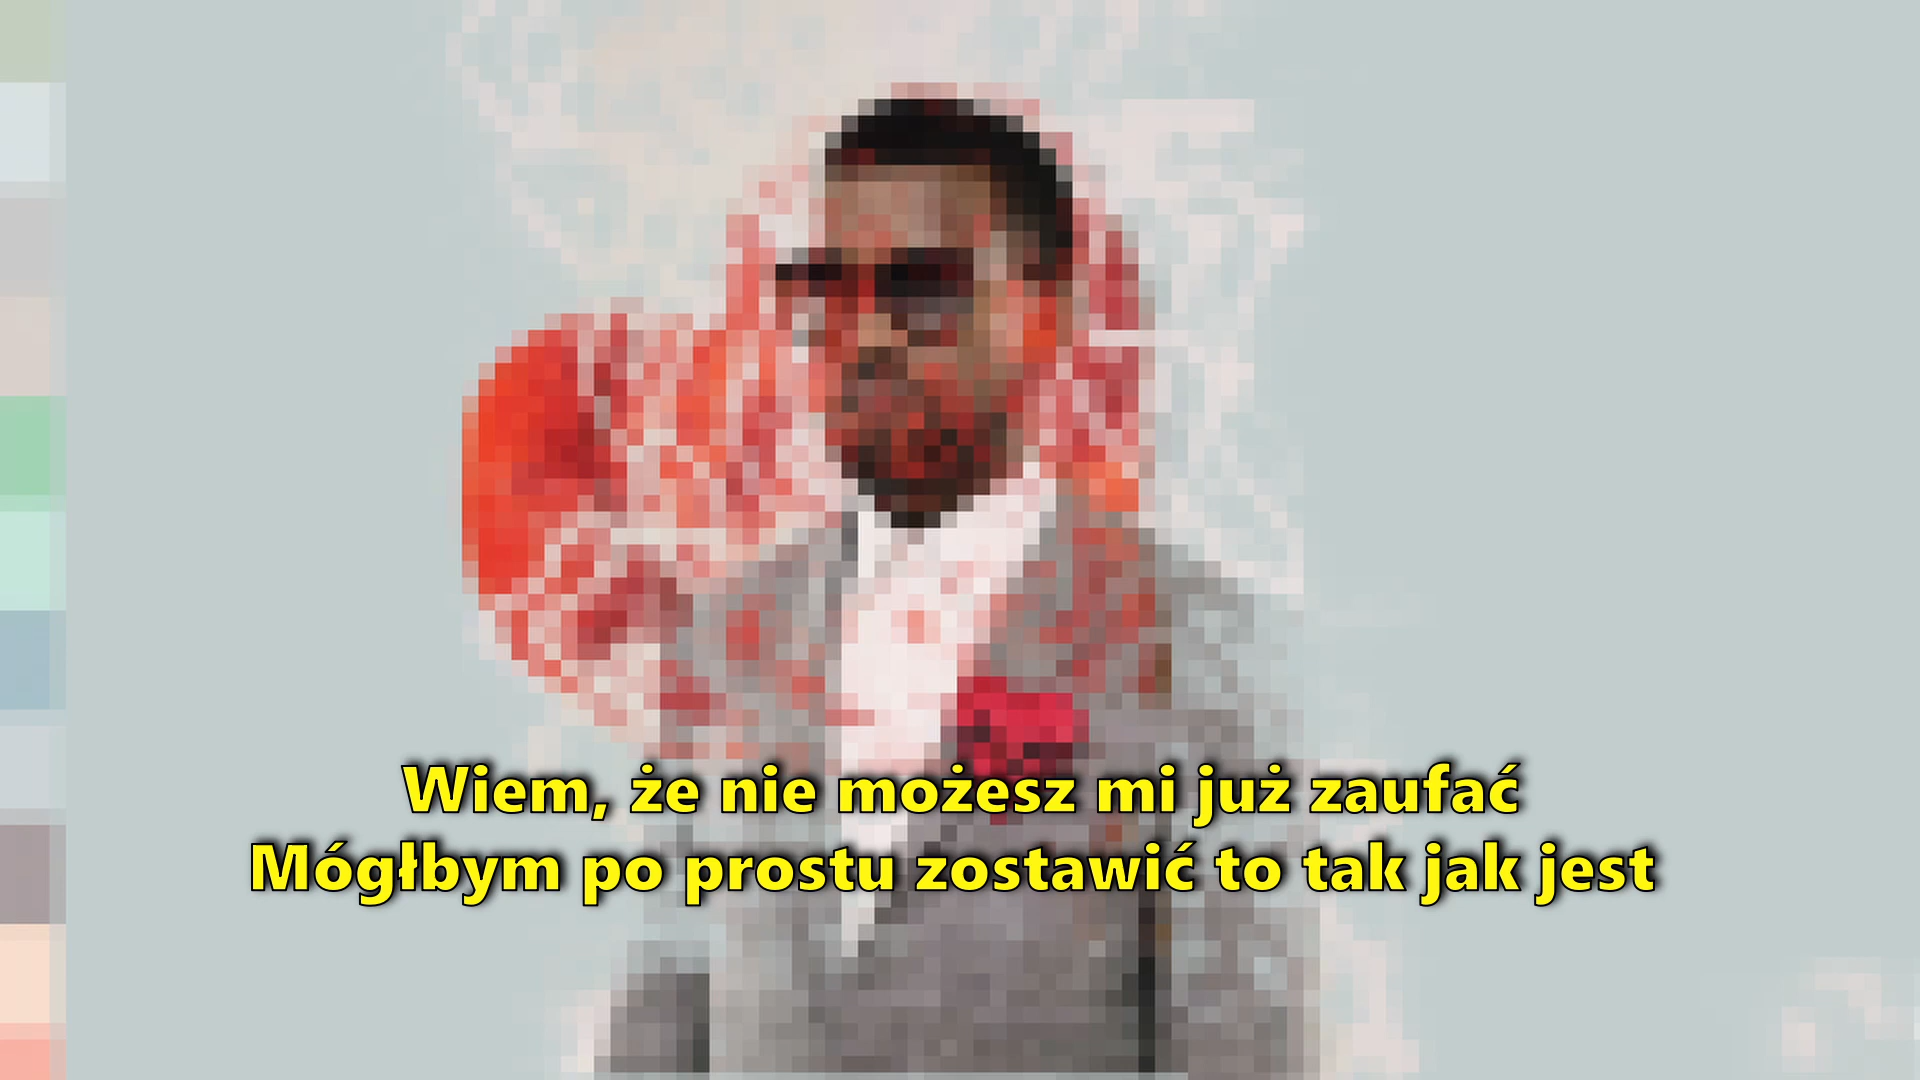 Wiem, że nie możesz mi już zaufać
Mógłbym po prostu zostawić to tak jak jest